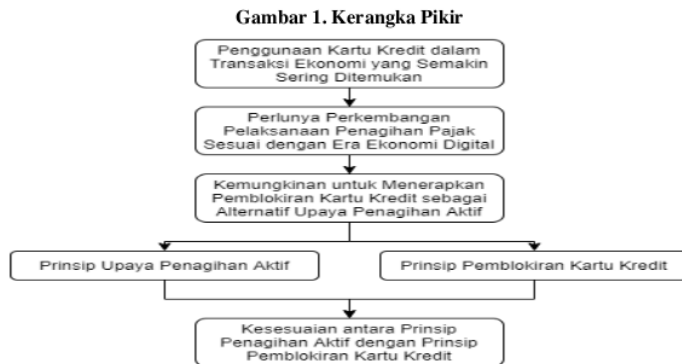 Gambar 1. Kerangka Pikir
Penggunaan Kartu Kredit dalam
Transaksi Ekonomi yang Semakin
Sering Ditemukan
Perlunya Perkembangan
Pelaksanaan Penagihan Pajak
Sesuai dengan Era Ekonomi Digital
Kemungkinan untuk Menerapkan
Pemblokiran Kartu Kredit sebagai
Alternatif Upaya Penagihan Aktif
Prinsip Upaya Penagihan Aktif
Prinsip Pemblokiran Kartu Kredit
Kesesuaian antara Prinsip
Penagihan Aktif dengan Prinsip
Pemblokiran Kartu Kredit